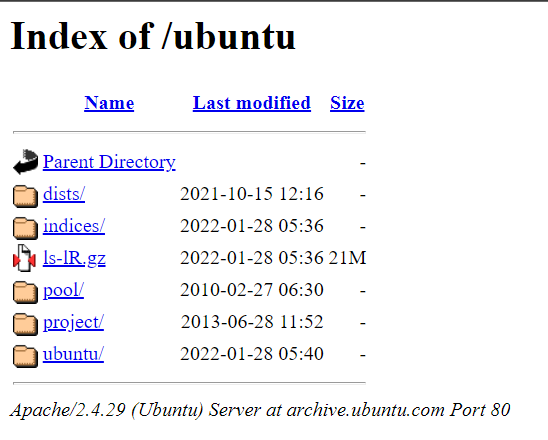 Index of /ubuntu
Name Last modified Size
Parent Directory -
dists/ 2021-10-15 12:16 -
indices/ 2022-01-28 05:36 -
ls-lR.gz 2022-01-28 05:36 21M
pool/ 2010-02-27 06:30 -
project/ 2013-06-28 11:52 -
ubuntu/ 2022-01-28 05:40 -
Apache/2.4.29 (Ubuntu) Server at archive.ubuntu.com Port 80